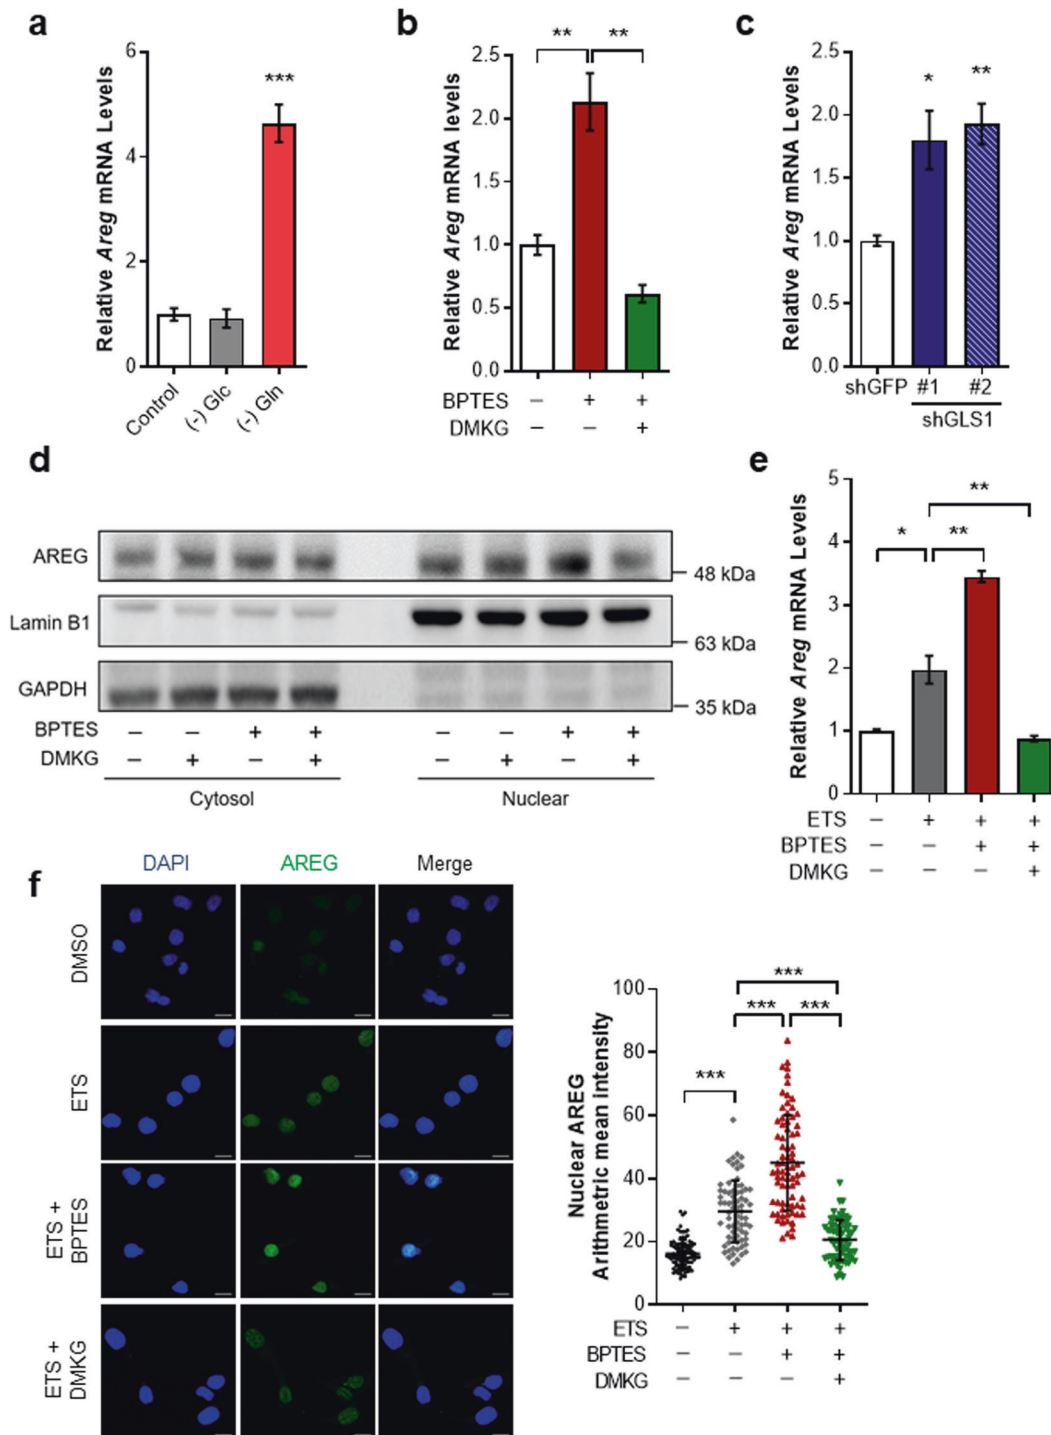 a
Relative Areg mRNA Levels
6
4
2
0
***
Control
(-) Glc
(-) Gln
b
Relative Areg mRNA levels
2.5
2.0
1.5
1.0
0.5
0.0
** **
BPTES – + +
DMKG – – +
c
Relative Areg mRNA Levels
2.5
2.0
1.5
1.0
0.5
0.0
* **
shGFP #1 #2
shGLS1
d
AREG
48 kDa
Lamin B1
63 kDa
GAPDH
35 kDa
BPTES – – + + – – + +
DMKG – + – + – + – +
Cytosol Nuclear
e
Relative Areg mRNA Levels
5
4
3
2
1
0
**
* **
ETS – + + +
BPTES – – + +
DMKG – – – +
f
DAPI AREG Merge
DMSO
ETS
ETS +
BPTES
ETS +
DMKG
Nuclear AREG
Arithmetric mean intensity
100
80
60
40
20
0
***
*** ***
***
ETS – + + +
BPTES – – + +
DMKG – – – +